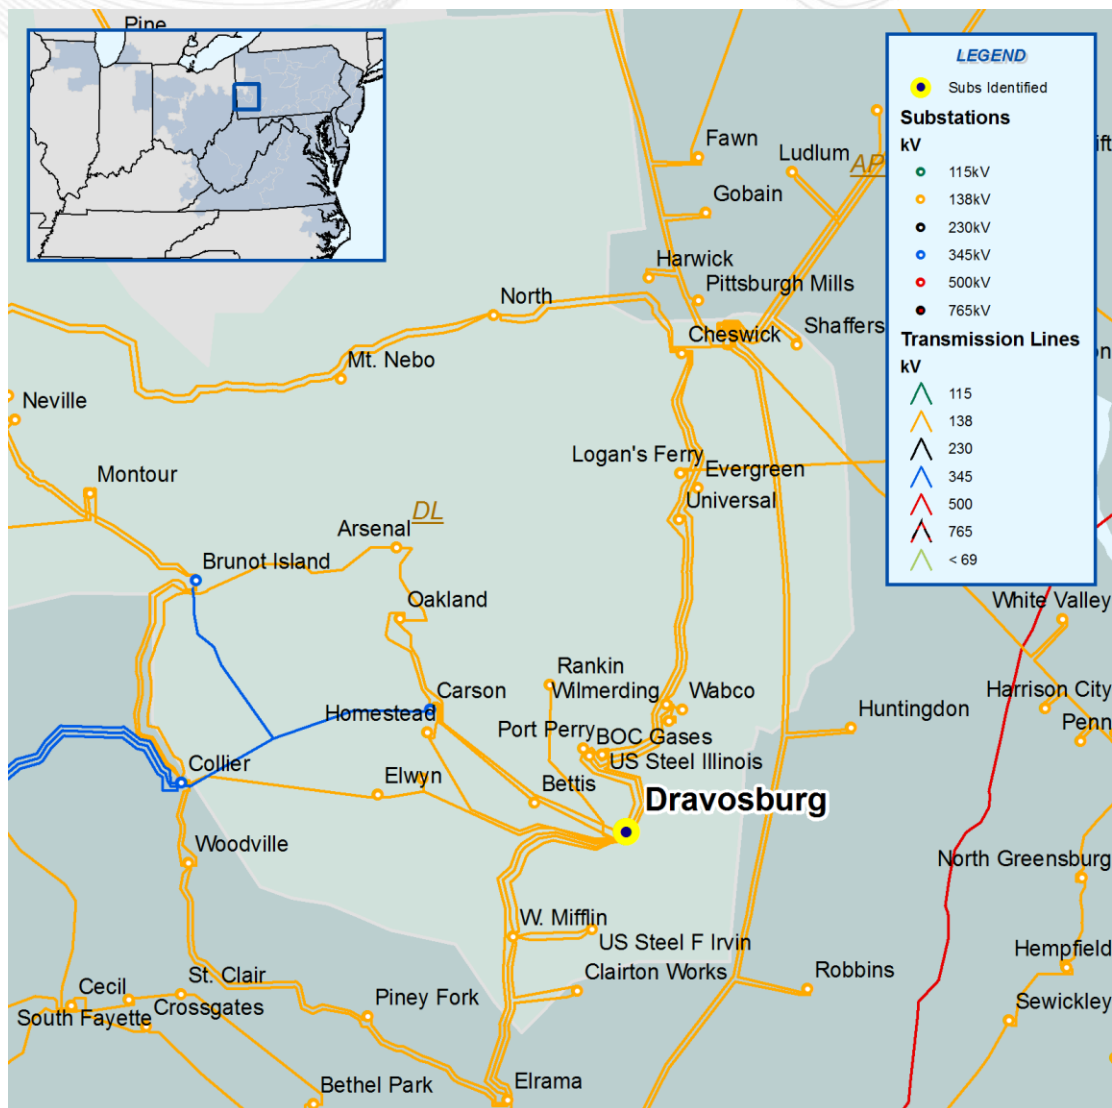 Pine
LEGEND
Subs Identified
Substations
kV
115kV
138kV
230kV
345kV
500kV
765kV
Transmission Lines
kV
115
138
230
345
500
765
< 69
Fawn
Ludlum
AP
Gobain
Harwick
Pittsburgh Mills
North
Cheswick
Shaffers
Mt. Nebo
Neville
Logan's Ferry
Evergreen
Montour
Universal
DL
Arsenal
Brunot Island
Oakland
White Valley
Rankin
Carson
Wilmerding
Wabco
Harrison City
Homestead
Huntingdon
Penn
Port Perry
BOC Gases
US Steel Illinois
Collier
Elwyn
Bettis
Dravosburg
Woodville
North Greensburg
W. Mifflin
US Steel F Irvin
Hempfield
Clairton Works
Robbins
St. Clair
Cecil
Piney Fork
Crossgates
South Fayette
Sewickley
Bethel Park
Elrama